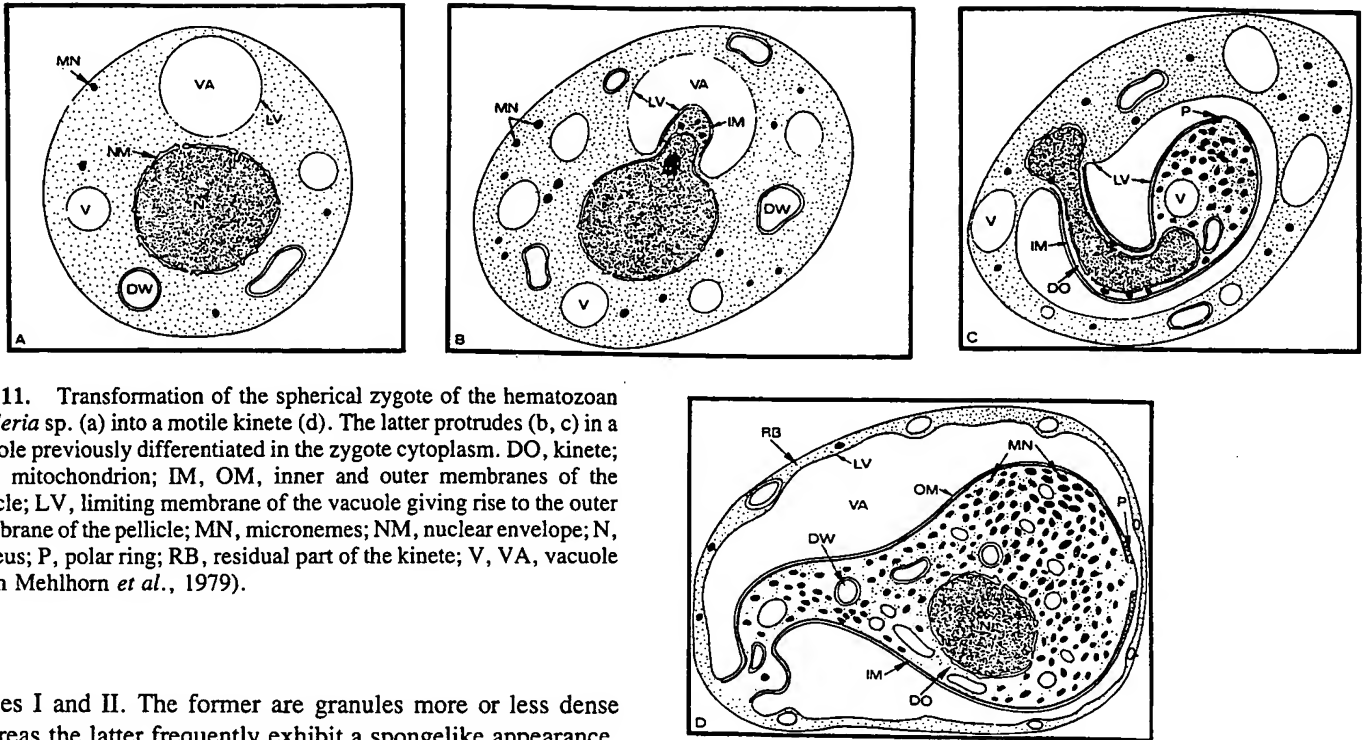 MN
VA
LV
NM
N
V
DW
A
MN
LV
VA
IM
DW
V
B
P
LV
V
V
IM
DO
C
11. Transformation of the spherical zygote of the hematozoan
eria sp. (a) into a motile kinete (d). The latter protrudes (b, c) in a
ole previously differentiated in the zygote cytoplasm. DO, kinete;
mitochondrion; IM, OM, inner and outer membranes of the
cle; LV, limiting membrane of the vacuole giving rise to the outer
brane of the pellicle; MN, micronemes; NM, nuclear envelope; N,
eus; P, polar ring; RB, residual part of the kinete; V, VA, vacuole
Mehlhorn et al., 1979).
RB
LV
VA
OM
MN
P
DW
N
IM
DO
D
es I and II. The former are granules more or less dense
reas the latter frequently exhibit a spongelike appearance.